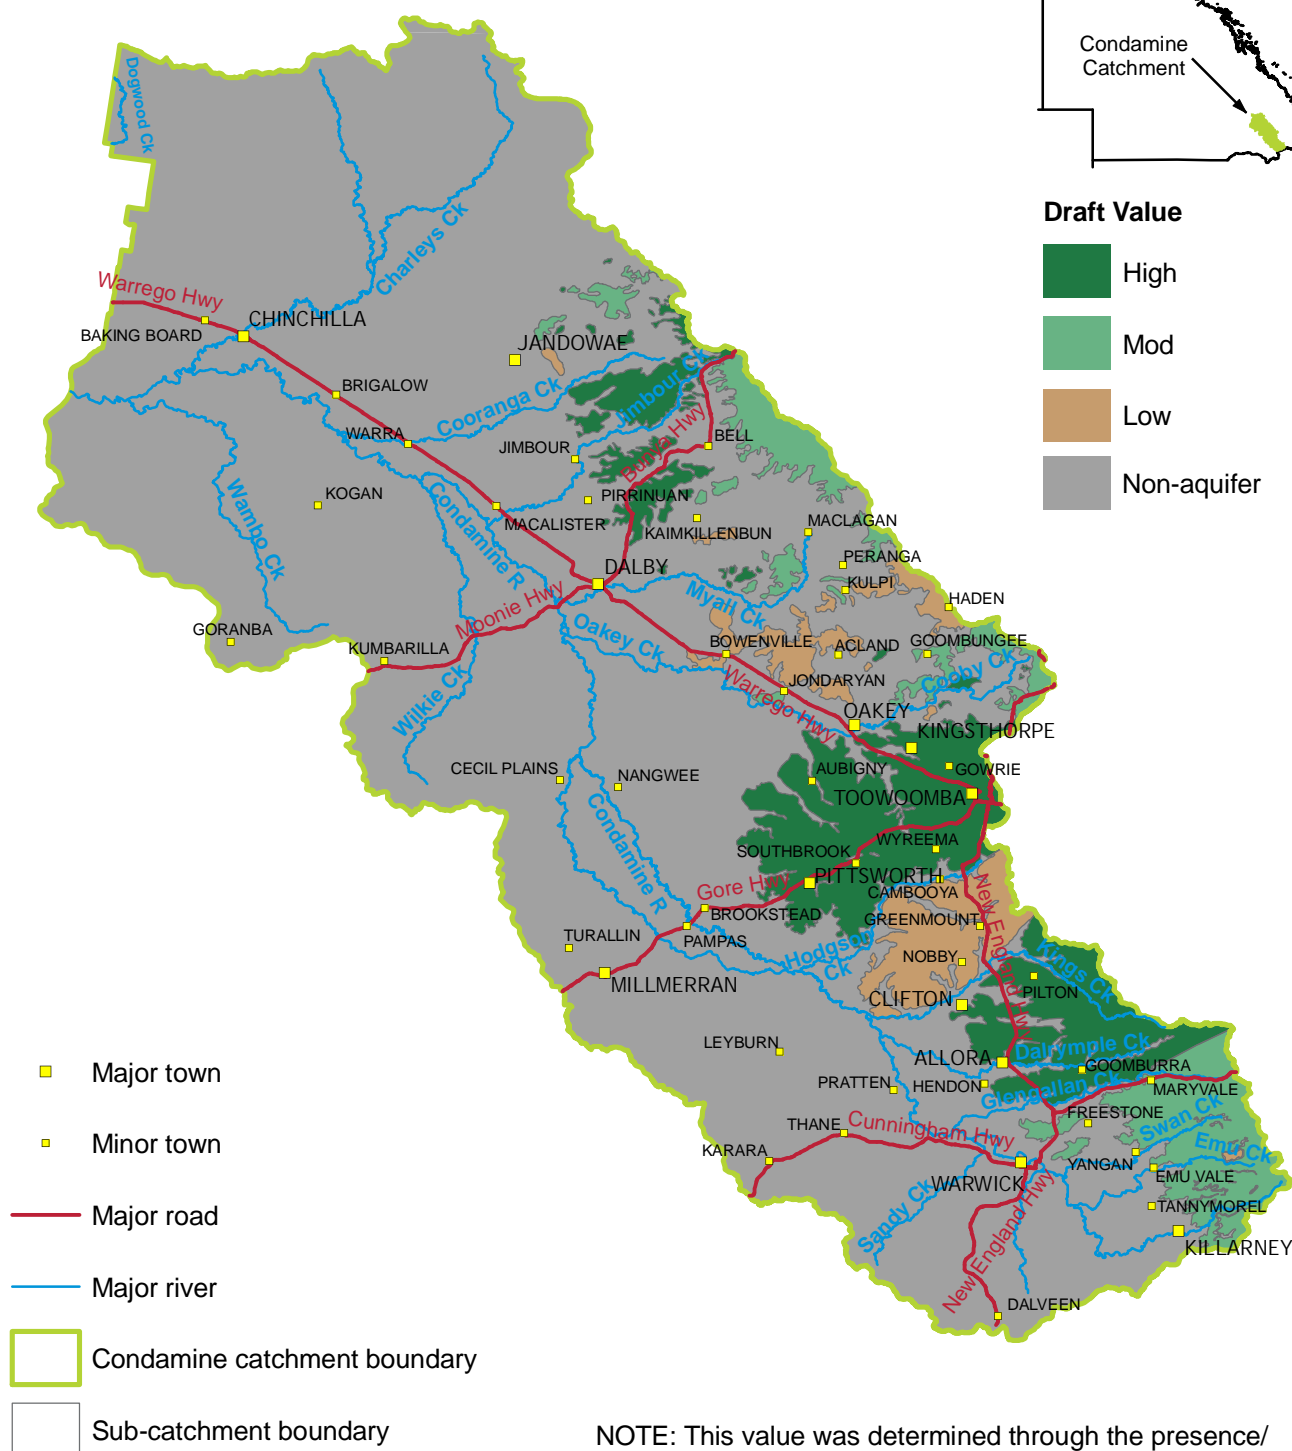 Condamine
Catchment
Draft Value
High
Mod
Low
Non-aquifer
Dogwood Ck
Charleys Ck
Warrego Hwy
CHINCHILLA
BAKING BOARD
JANDOWAE
BRIGALOW
Cooranga Ck
Jimbour Ck
WARRA
JIMBOUR
Bunya Hwy
BELL
KOGAN
Wambo Ck
Condamine R
PIRRINUAN
MACALISTER
KAIMKILLENBUN
MACLAGAN
PERANGA
DALBY
KULPI
Myall Ck
HADEN
Moonie Hwy
GORANBA
KUMBARILLA
Oakey Ck
BOWENVILLE
ACLAND
GOOMBUNGEE
Cooby Ck
JONDARYAN
Warrego Hwy
Wilkie Ck
OAKEY
KINGSTHORPE
CECIL PLAINS
NANGWEE
AUBIGNY
GOWRIE
TOOWOOMBA
Condamine R
WYREEMA
SOUTHBROOK
PITTSWORTH
Gore Hwy
CAMBOOYA
New England Hwy
BROOKSTEAD
GREENMOUNT
TURALLIN
PAMPAS
Hodgson
Ck
NOBBY
Kings Ck
MILLMERRAN
PILTON
CLIFTON
LEYBURN
ALLORA
Dalrymple Ck
GOOMBURRA
PRATTEN
HENDON
Glengallan Ck
MARYVALE
FREESTONE
THANE
Cunningham Hwy
Swan Ck
KARARA
YANGAN
Emu Ck
EMU VALE
WARWICK
Sandy Ck
TANNYMOREL
New England Hwy
KILLARNEY
DALVEEN
Major town
Minor town
Major road
Major river
Condamine catchment boundary
Sub-catchment boundary
NOTE: This value was determined through the presence/